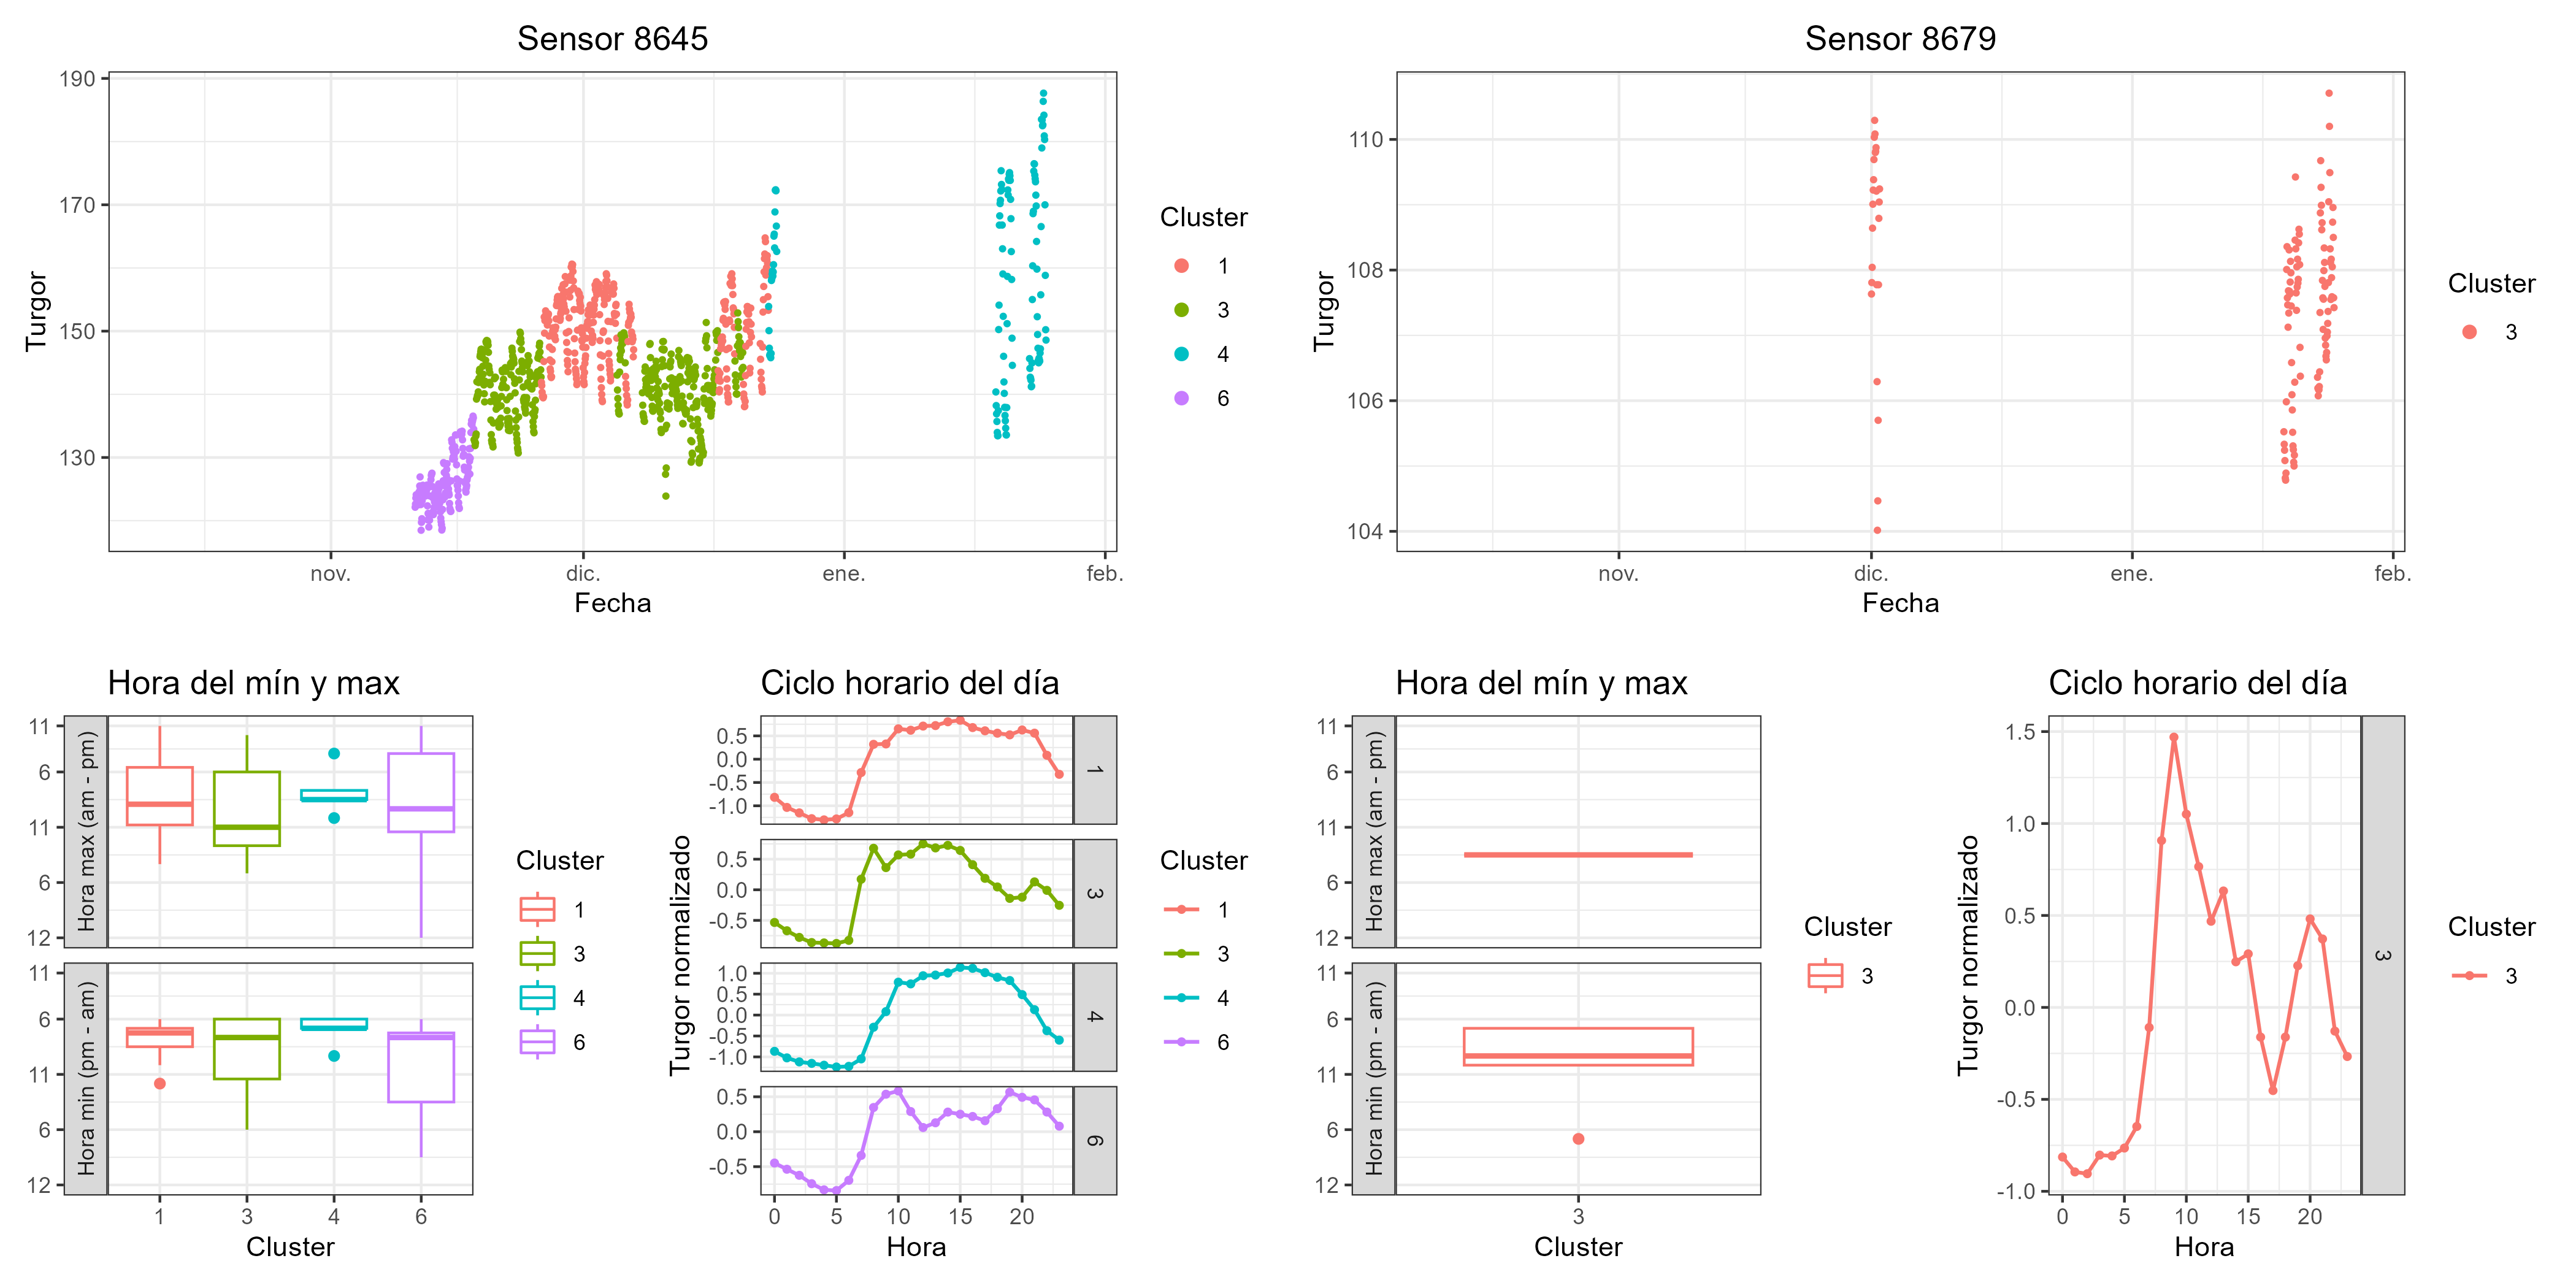 Sensor 8645
190
170
150
130
Turgor
nov.
dic.
ene.
feb.
Fecha
Cluster
1
3
4
6
Sensor 8679
110
108
106
104
Turgor
nov.
dic.
ene.
feb.
Fecha
Cluster
3
Hora del mín y max
11
6
11
6
12
Hora max (am - pm)
11
6
11
6
12
Hora min (pm - am)
1
3
4
6
Cluster
Cluster
1
3
4
6
Ciclo horario del día
Turgor normalizado
0.5
0.0
-0.5
-1.0
1
0.5
0.0
-0.5
3
1.0
0.5
0.0
-0.5
-1.0
4
0.5
0.0
-0.5
6
0
5
10
15
20
Hora
Cluster
1
3
4
6
Hora del mín y max
11
6
11
6
12
Hora max (am - pm)
11
6
11
6
12
Hora min (pm - am)
3
Cluster
Cluster
3
Ciclo horario del día
Turgor normalizado
1.5
1.0
0.5
0.0
-0.5
-1.0
3
0
5
10
15
20
Hora
Cluster
3